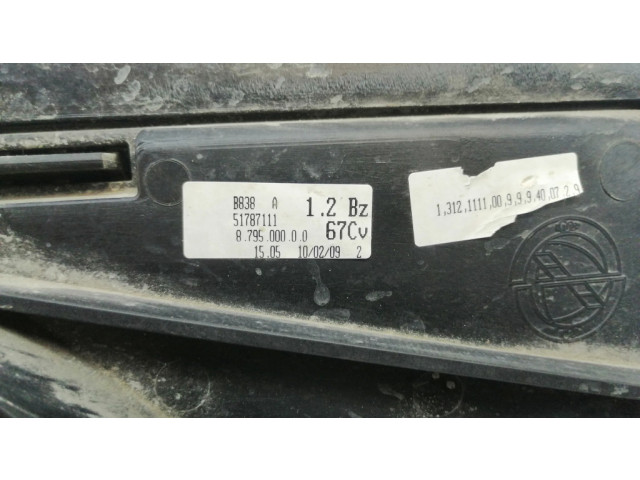 B838 A 1.2 Bz
51787111 67Cv
8.795.000.0.0
15.05 10/02/09 2
1,312,1111,00,9,9,9,40,07,2,9